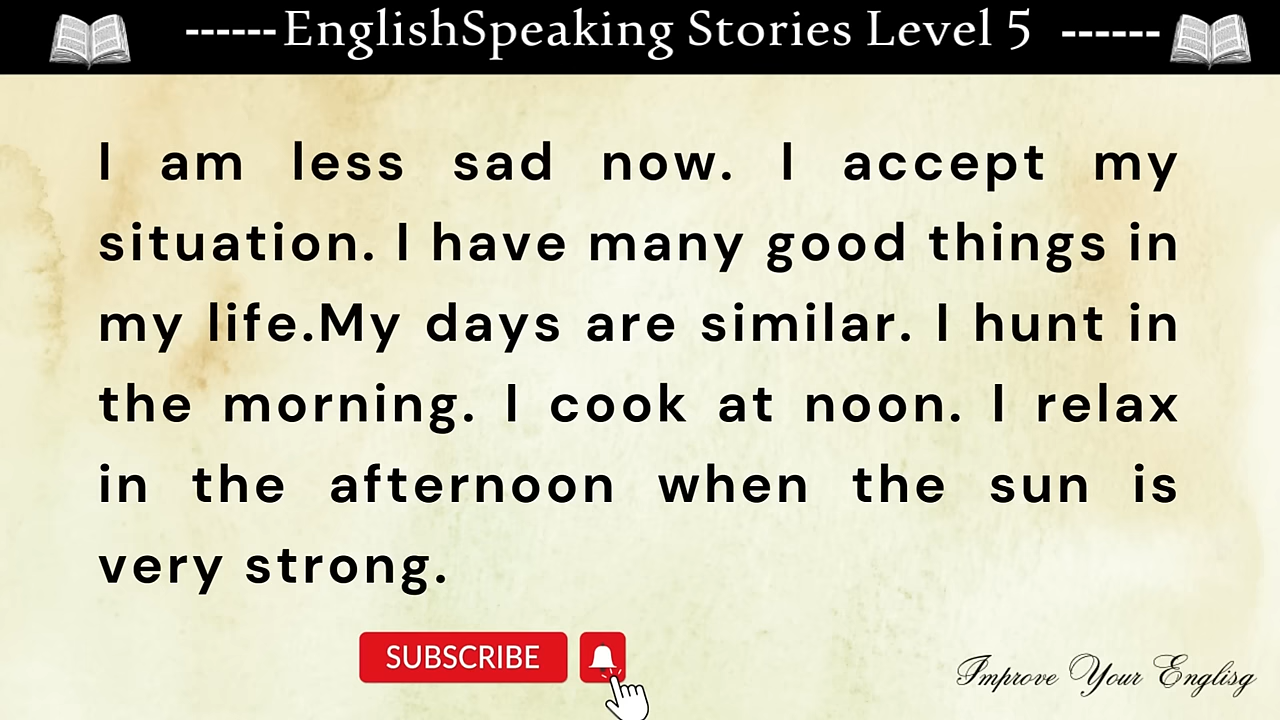 ------EnglishSpeaking Stories Level 5 ------
I am less sad now. I accept my
situation. I have many good things in
my life.My days are similar. I hunt in
the morning. I cook at noon. I relax
in the afternoon when the sun is
very strong.
SUBSCRIBE
Improve Your Englisg